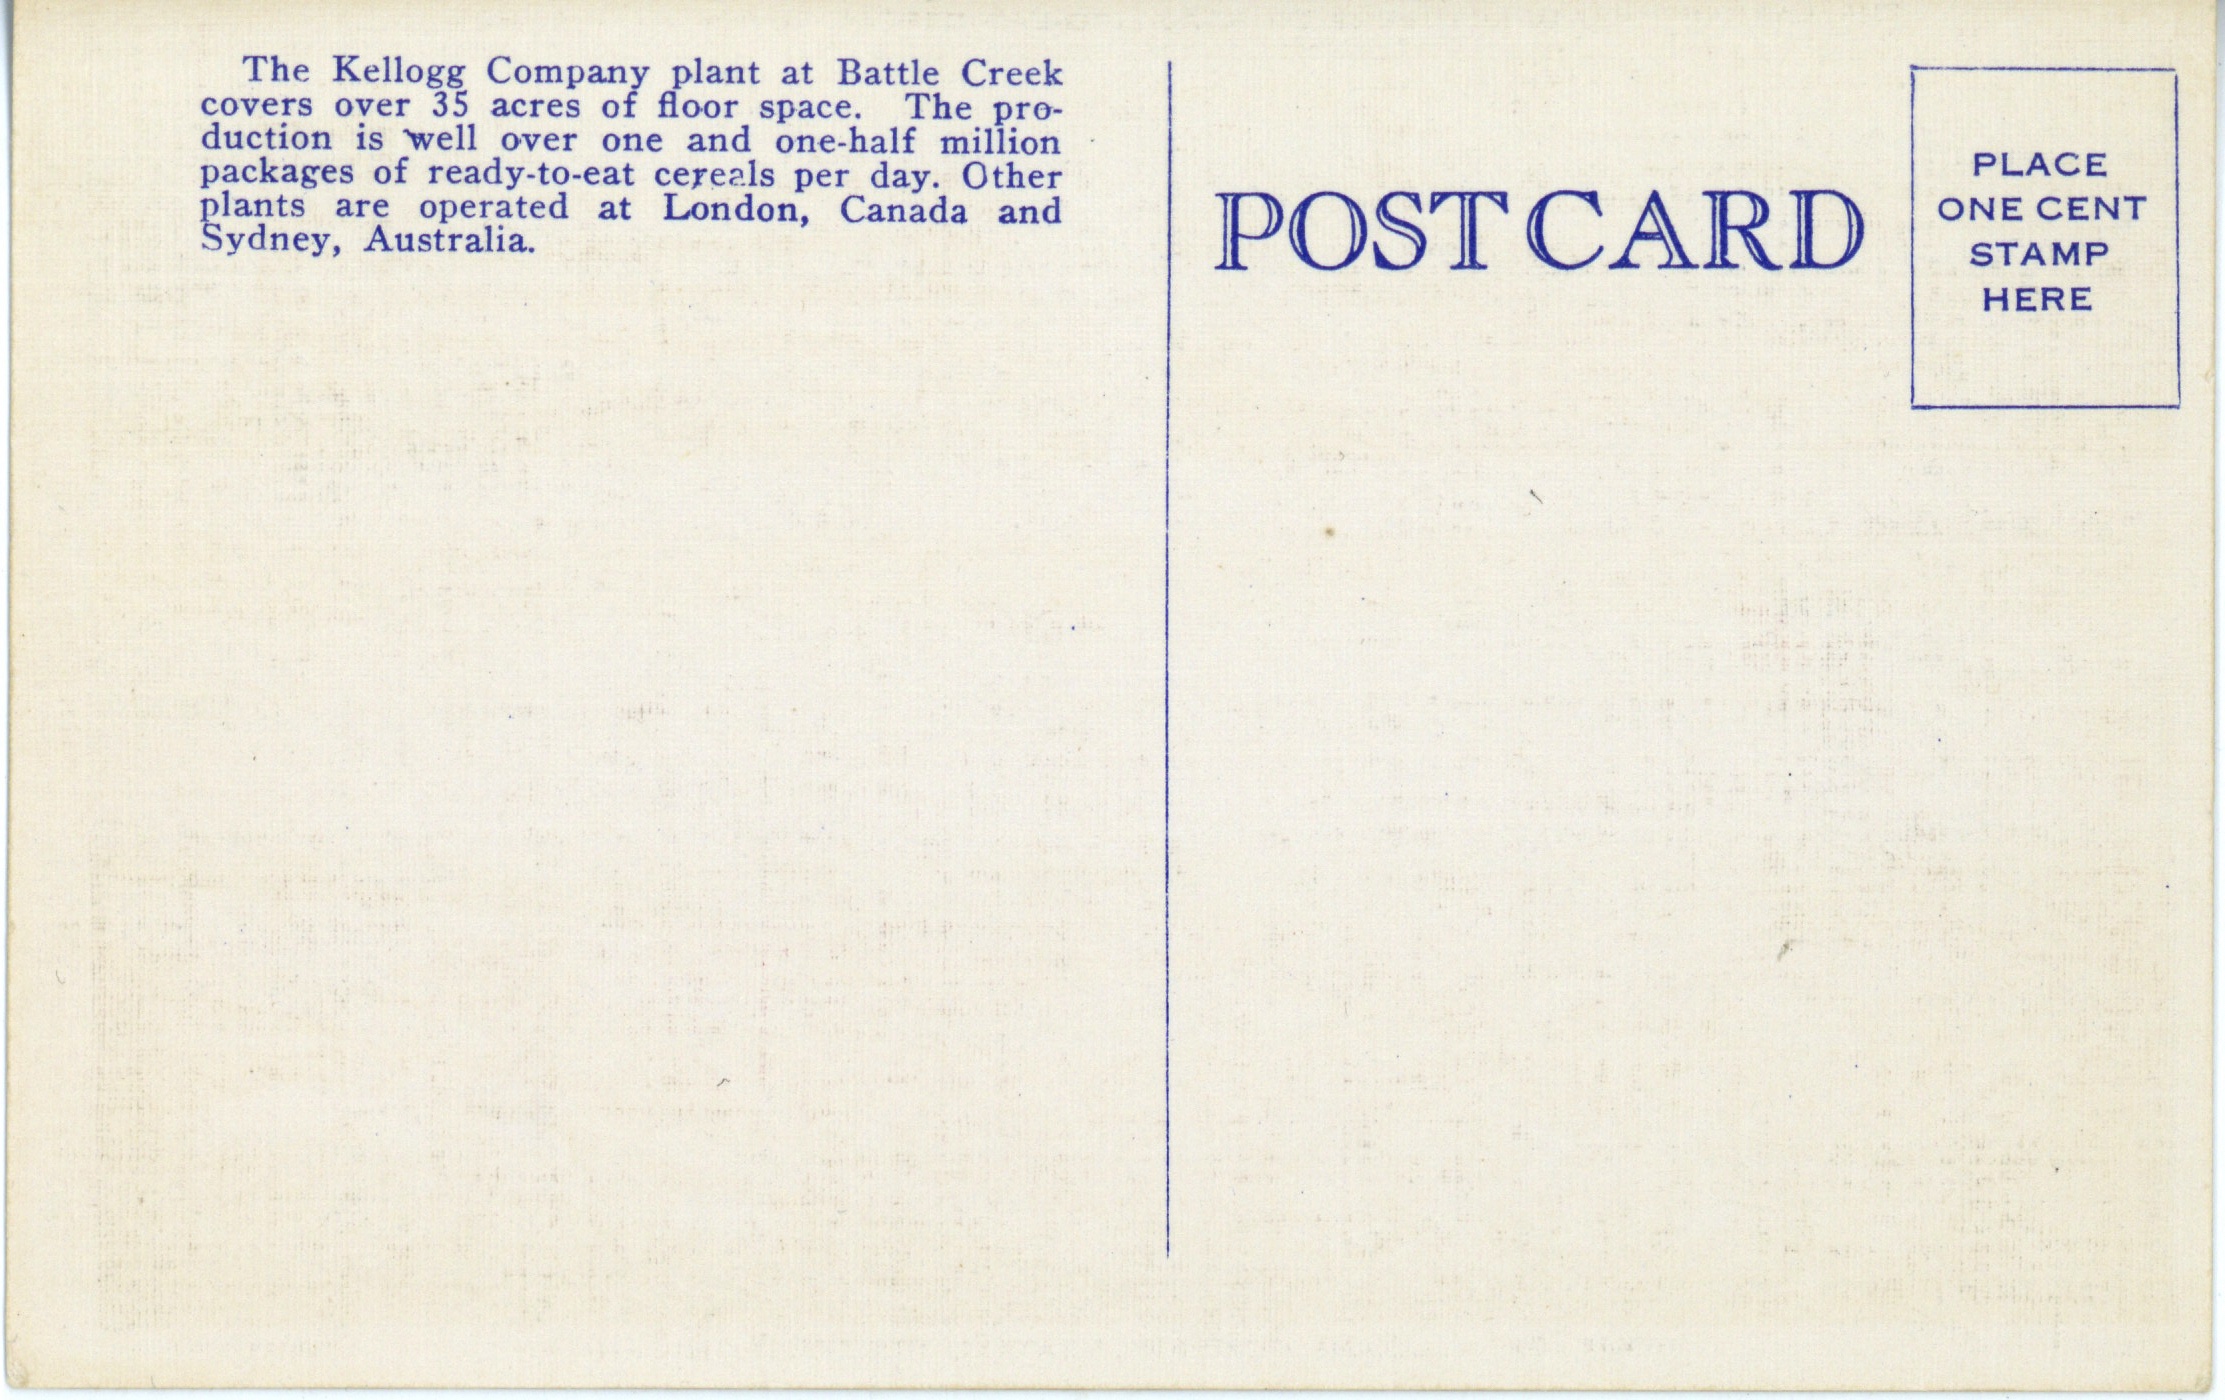 The Kellogg Company plant at Battle Creek
covers over 35 acres of floor space. The pro-
duction is well over one and one-half million
packages of ready-to-eat cereals per day. Other
plants are operated at London, Canada and
Sydney, Australia.
POST CARD
PLACE
ONE CENT
STAMP
HERE